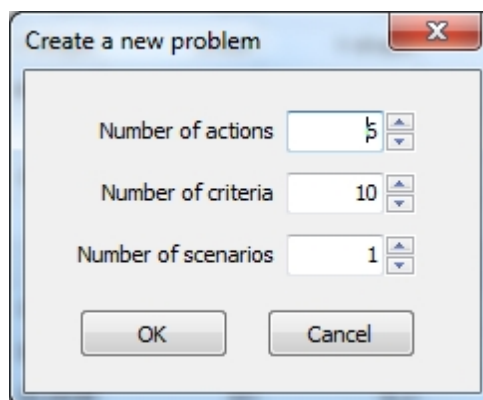 Create a new problem
Number of actions 5
Number of criteria 10
Number of scenarios 1
OK Cancel